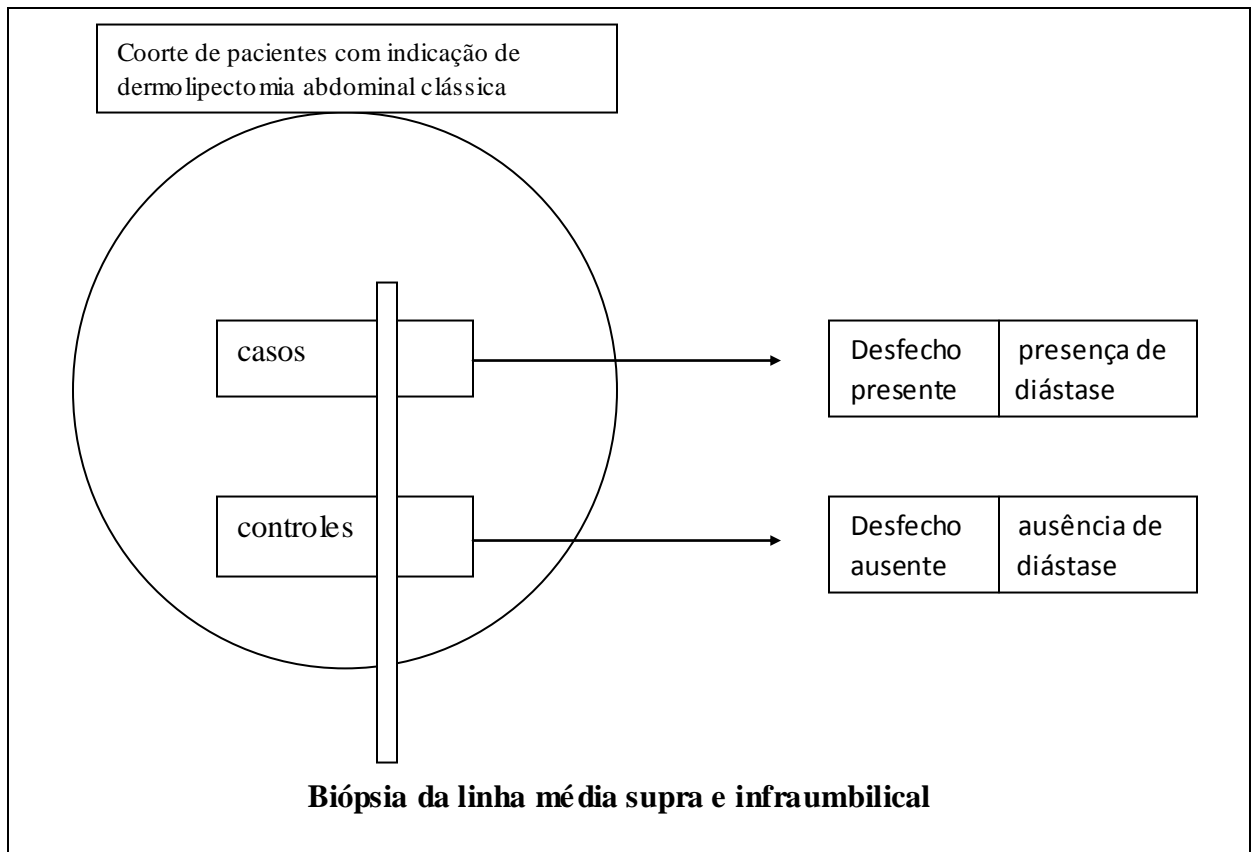 Coorte de pacientes com indicação de
dermolipectomia abdominal clássica
casos
Desfecho presença de
presente diástase
controles
Desfecho ausência de
ausente diástase
Biópsia da linha média supra e infraumbilical